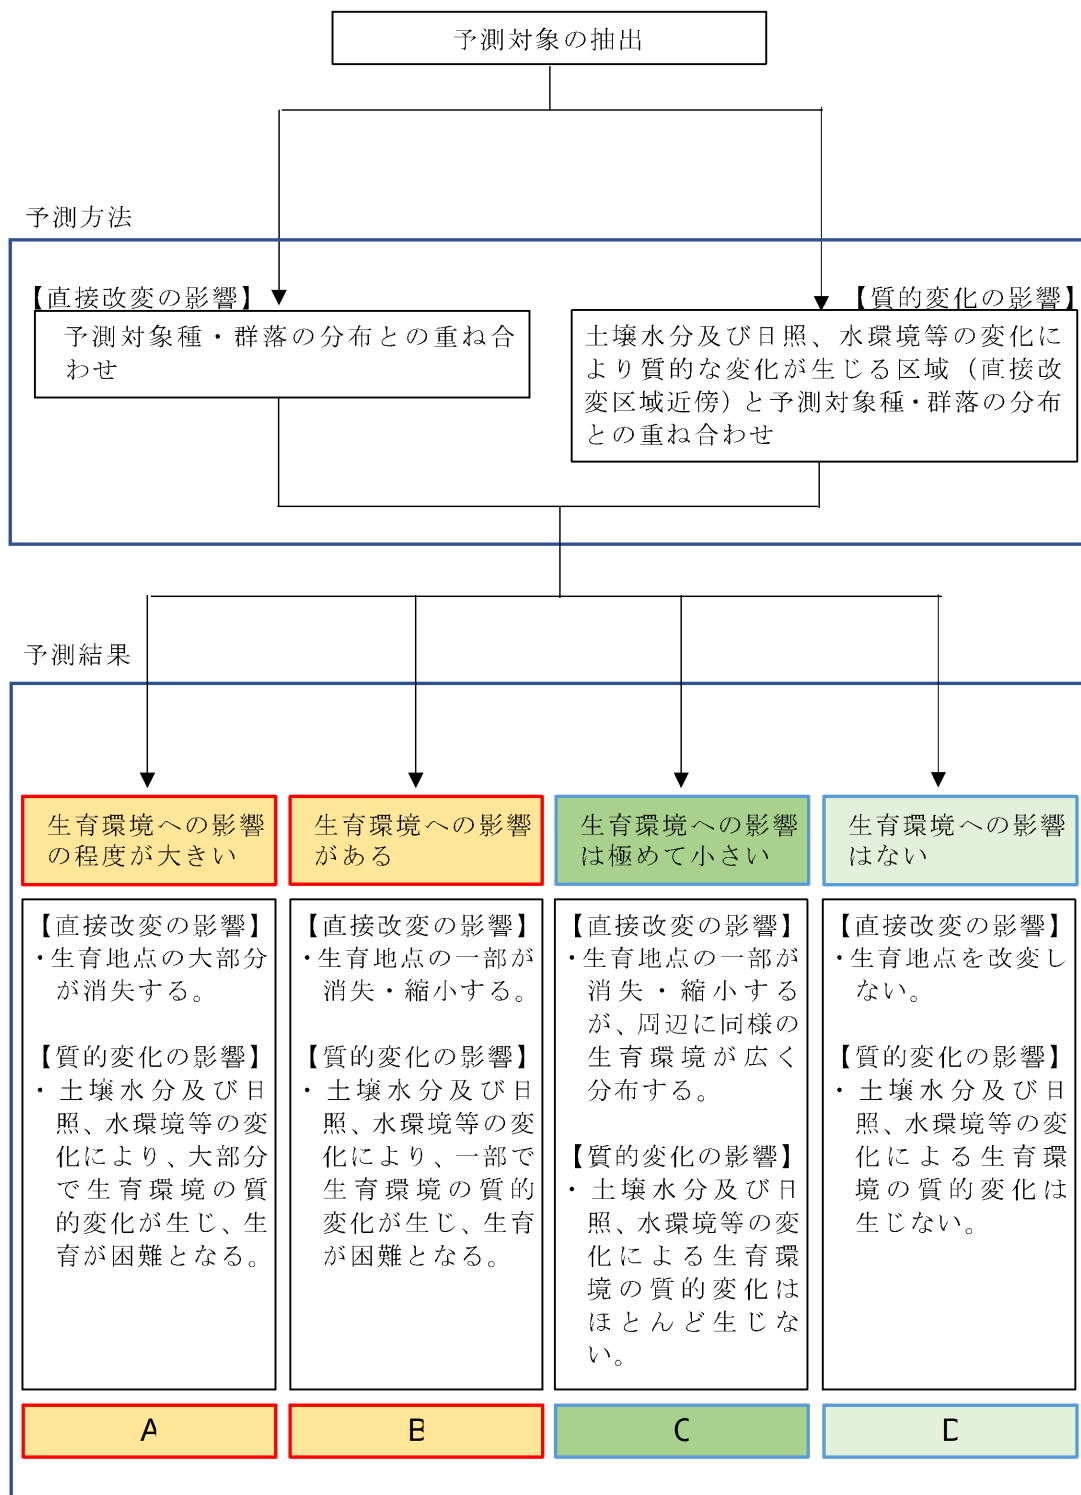 予測対象の抽出
予測方法
【直接改変の影響】
予測対象種・群落の分布との重ね合
わせ
【質的変化の影響】
土壌水分及び日照、水環境等の変化に
より質的な変化が生じる区域（直接改
変区域近傍）と予測対象種・群落の分布
との重ね合わせ
予測結果
生育環境への影響
の程度が大きい
【直接改変の影響】
・生育地点の大部分
が消失する。
【質的変化の影響】
・土壌水分及び日
照、水環境等の変
化により、大部分
で生育環境の質
的変化が生じ、生
育が困難となる。
A
生育環境への影響
がある
【直接改変の影響】
・生育地点の一部が
消失・縮小する。
【質的変化の影響】
・土壌水分及び日
照、水環境等の変
化により、一部で
生育環境の質的
変化が生じ、生育
が困難となる。
B
生育環境への影響
は極めて小さい
【直接改変の影響】
・生育地点の一部が
消失・縮小する
が、周辺に同様の
生育環境が広く
分布する。
【質的変化の影響】
・土壌水分及び日
照、水環境等の変
化による生育環
境の質的変化は
ほとんど生じな
い。
C
生育環境への影響
はない
【直接改変の影響】
・生育地点を改変し
ない。
【質的変化の影響】
・土壌水分及び日
照、水環境等の変
化による生育環
境の質的変化は
生じない。
D